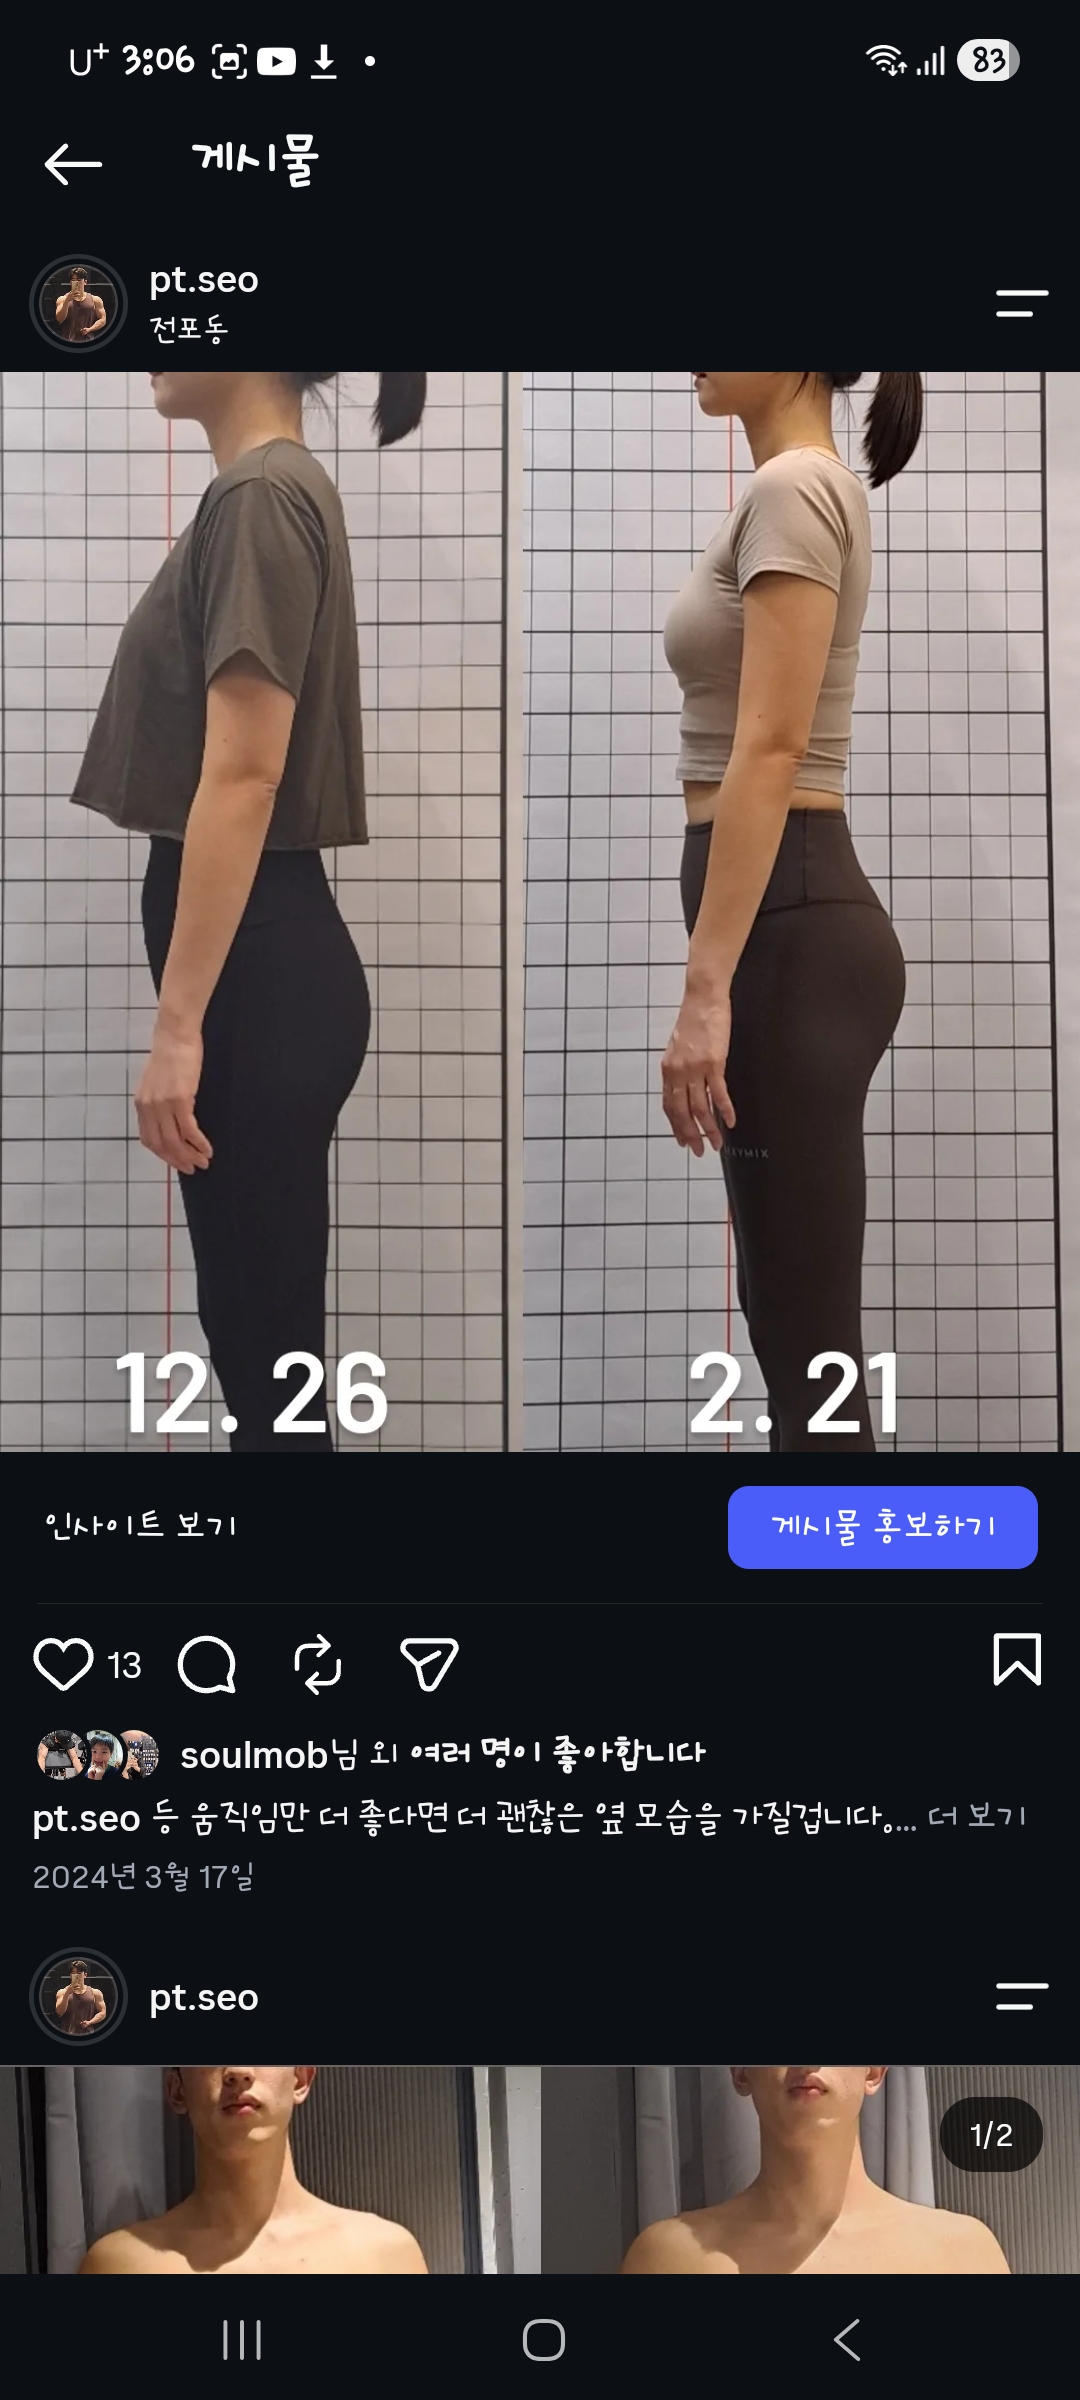 U+ 3:06 83
게시물
pt.seo
전포동
12. 26
2. 21
인사이트 보기
게시물 홍보하기
13
soulmob님 외 여러 명이 좋아합니다
pt.seo 등 움직임만 더 좋다면 더 괜찮은 옆 모습을 가질겁니다.... 더 보기
2024년 3월 17일
pt.seo
1/2